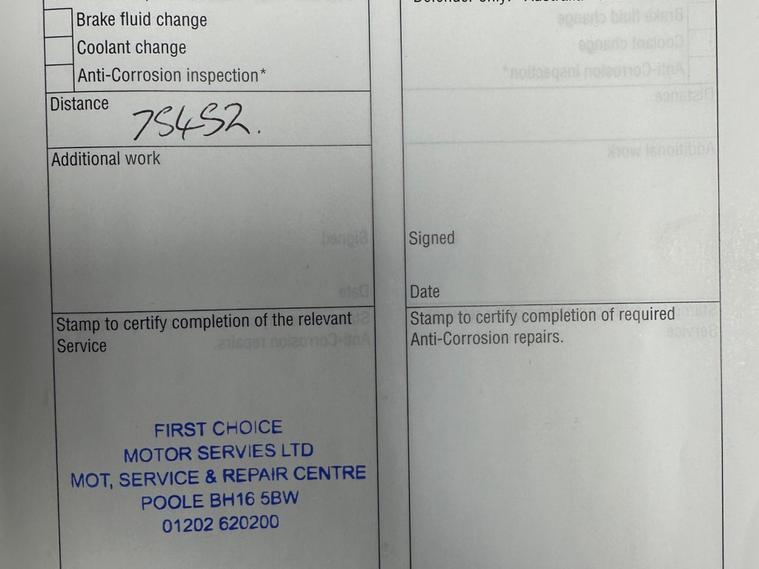 Brake fluid change
Coolant change
Anti-Corrosion inspection*
Distance
75452.
Additional work
Stamp to certify completion of the relevant
Service
FIRST CHOICE
MOTOR SERVIES LTD
MOT, SERVICE & REPAIR CENTRE
POOLE BH16 5BW
01202 620200
Signed
Date
Stamp to certify completion of required
Anti-Corrosion repairs.